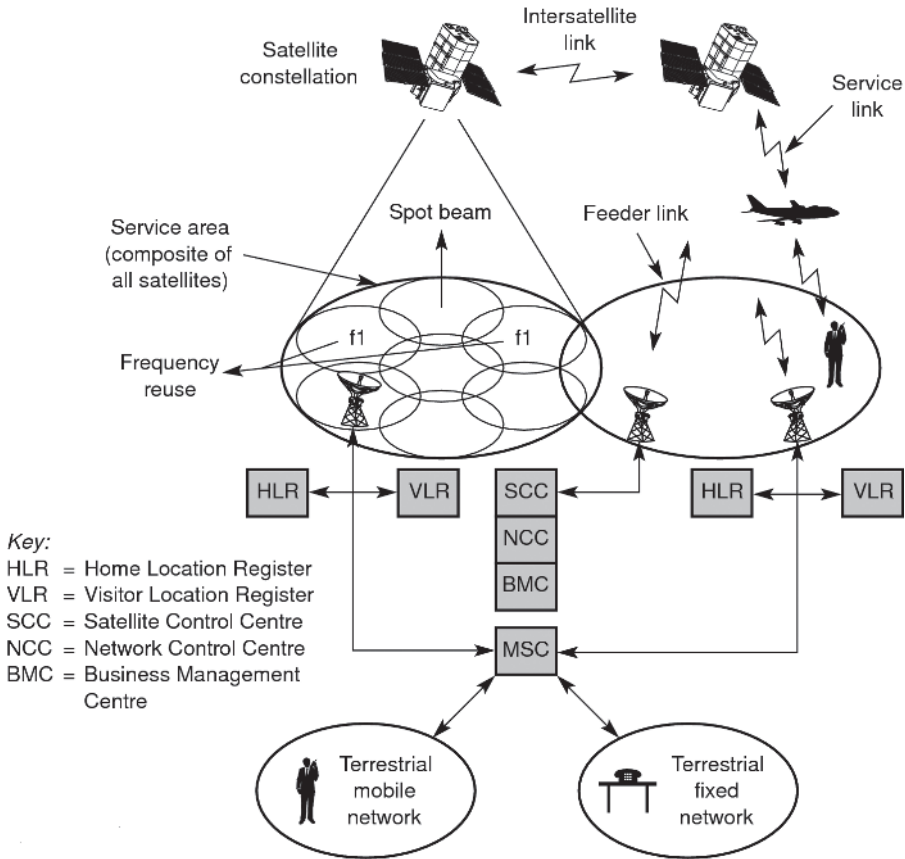 Satellite
constellation
Intersatellite
link
Service
link
Service area
(composite of
all satellites)
Spot beam
Feeder link
f1
f1
Frequency
reuse
HLR
VLR
SCC
HLR
VLR
NCC
BMC
MSC
Key:
HLR = Home Location Register
VLR = Visitor Location Register
SCC = Satellite Control Centre
NCC = Network Control Centre
BMC = Business Management
Centre
Terrestrial
mobile
network
Terrestrial
fixed
network